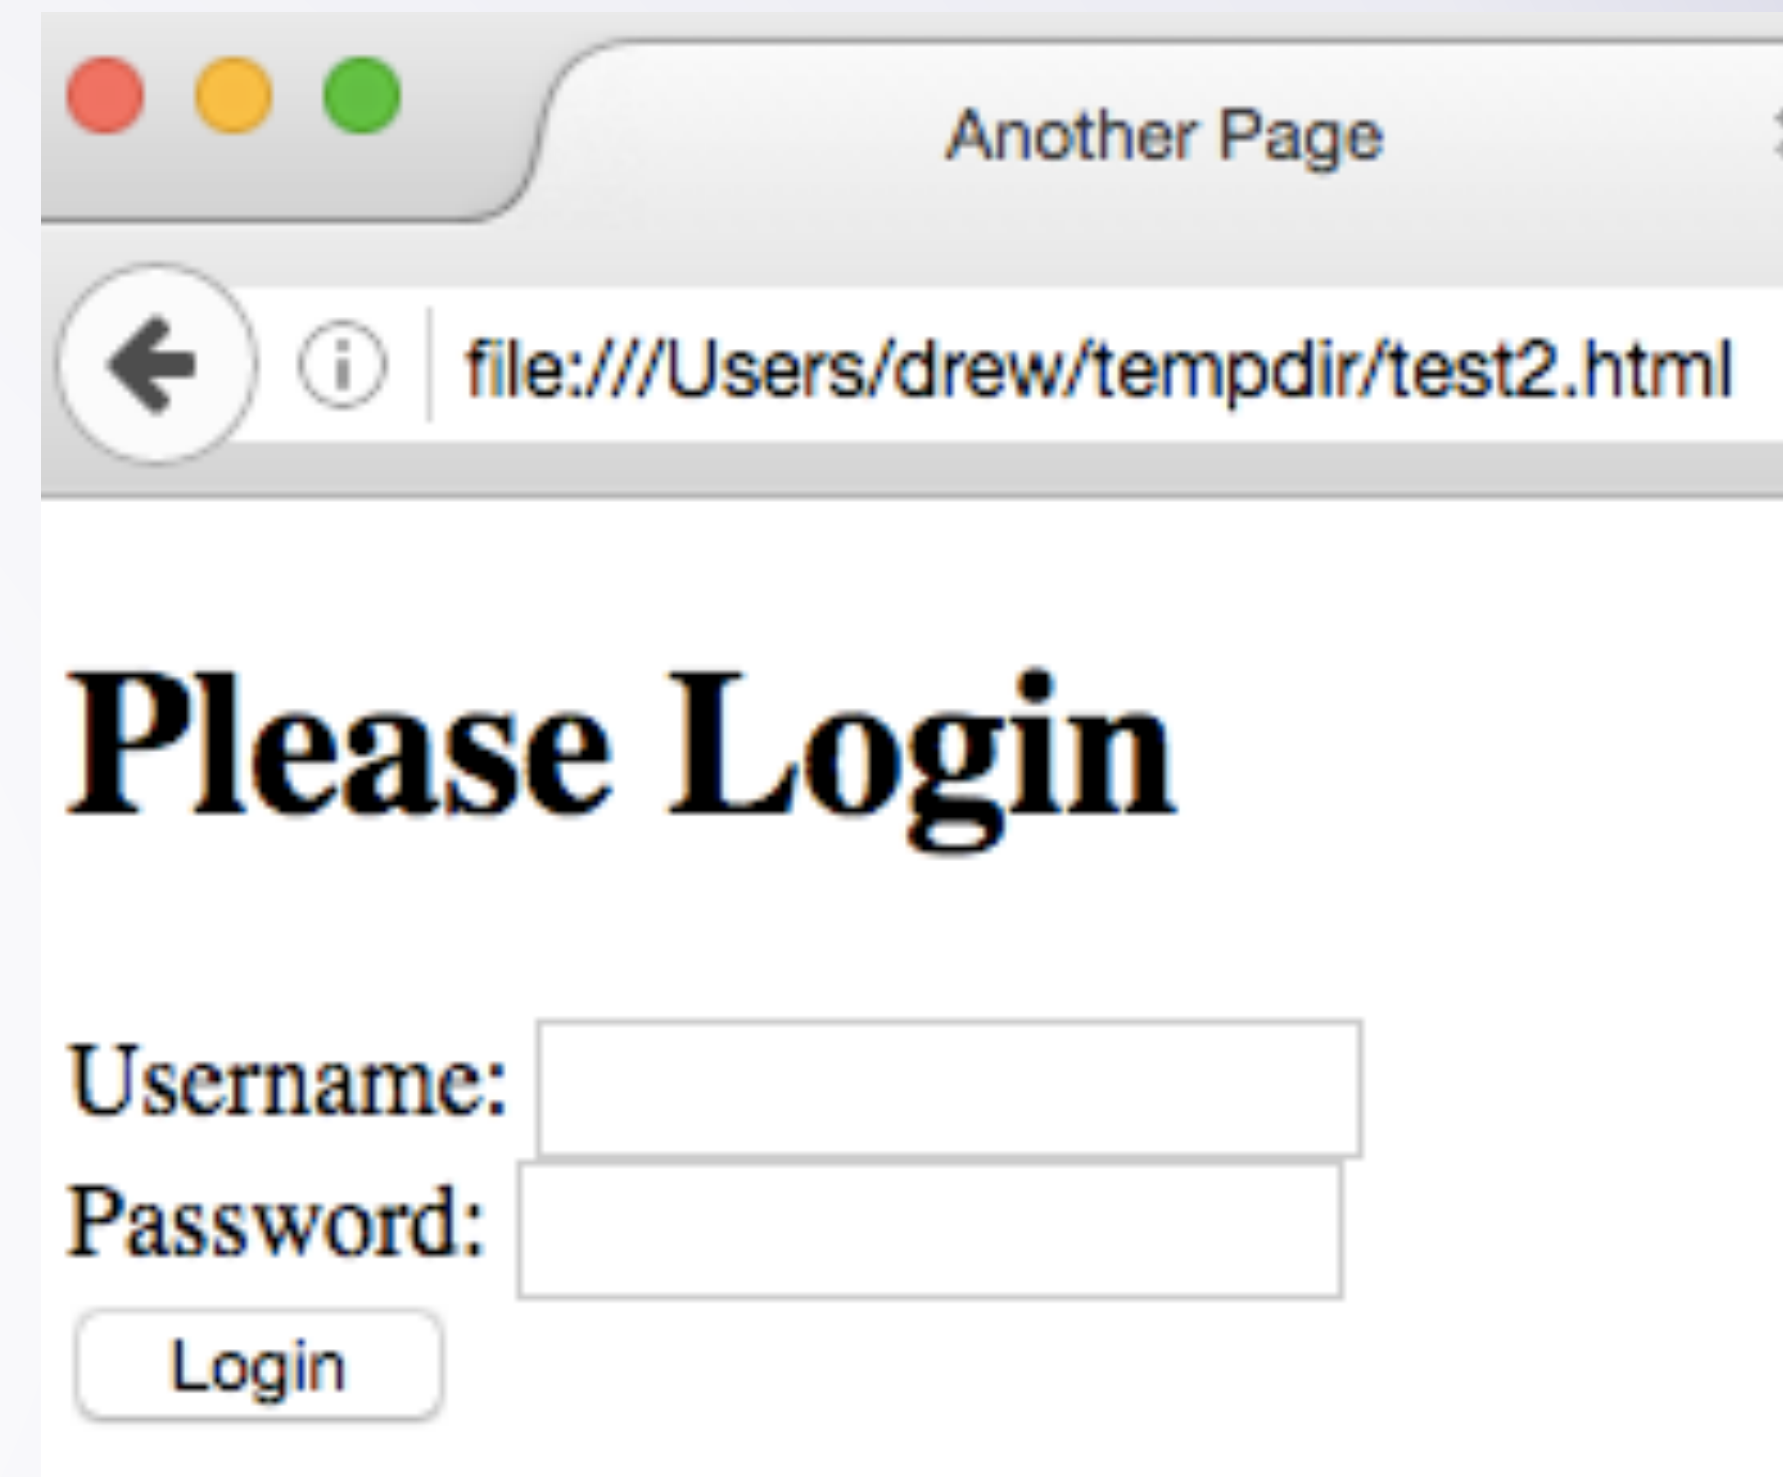 Another Page
file:///Users/drew/tempdir/test2.html
Please Login
Username:
Password:
Login